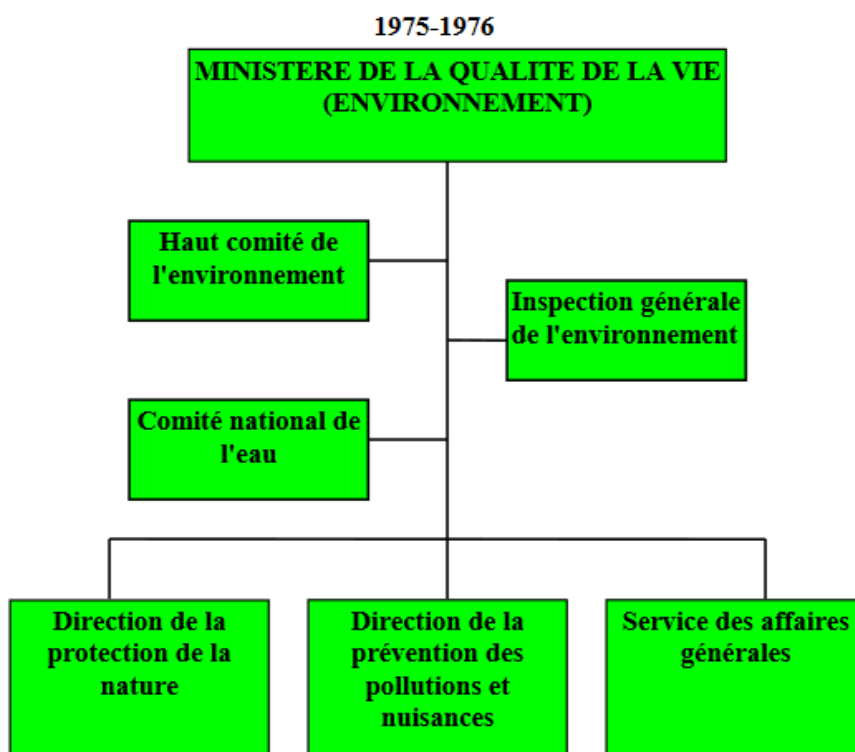 1975-1976
MINISTERE DE LA QUALITE DE LA VIE
(ENVIRONNEMENT)
Haut comité de
l'environnement
Inspection générale
de l'environnement
Comité national de
l'eau
Direction de la
protection de la
nature
Direction de la
prévention des
pollutions et
nuisances
Service des affaires
générales